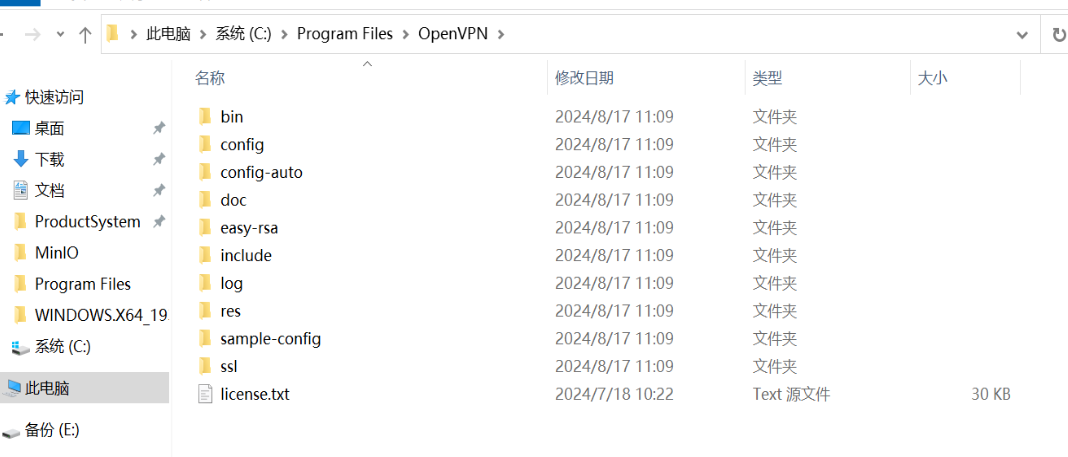 此电脑 系统 (C:) Program Files OpenVPN
名称 修改日期 类型 大小
快速访问
桌面
下载
文档
ProductSystem
MinIO
Program Files
WINDOWS.X64_19
系统 (C:)
此电脑
备份 (E:)
bin 2024/8/17 11:09 文件夹
config 2024/8/17 11:09 文件夹
config-auto 2024/8/17 11:09 文件夹
doc 2024/8/17 11:09 文件夹
easy-rsa 2024/8/17 11:09 文件夹
include 2024/8/17 11:09 文件夹
log 2024/8/17 11:09 文件夹
res 2024/8/17 11:09 文件夹
sample-config 2024/8/17 11:09 文件夹
ssl 2024/8/17 11:09 文件夹
license.txt 2024/7/18 10:22 Text 源文件 30 KB